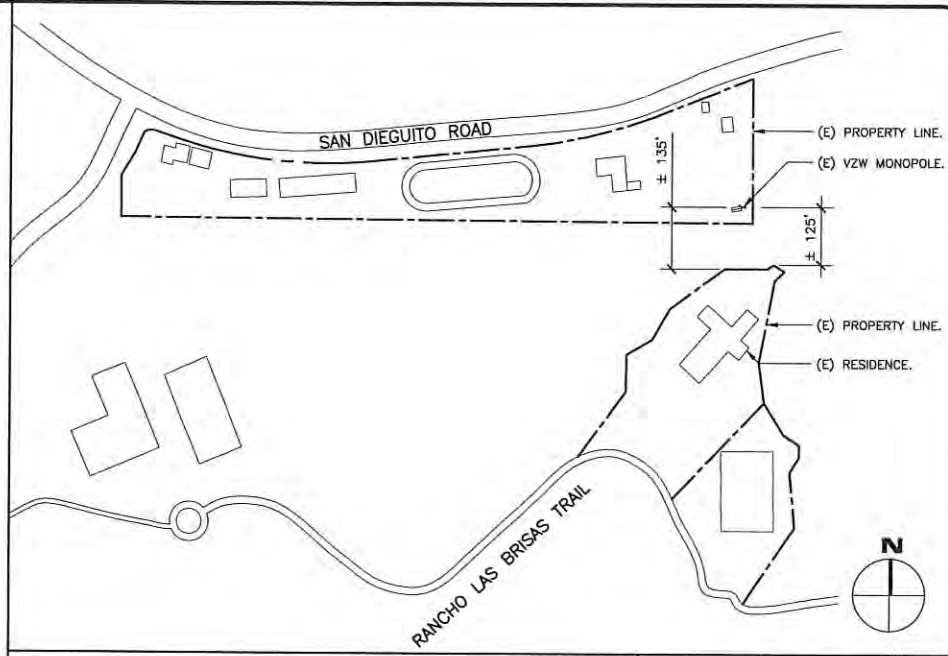 SAN DIEGUITO ROAD
(E) PROPERTY LINE.
± 135'
(E) VZW MONOPOLE.
± 125'
(E) PROPERTY LINE.
(E) RESIDENCE.
RANCHO LAS BRISAS TRAIL
N